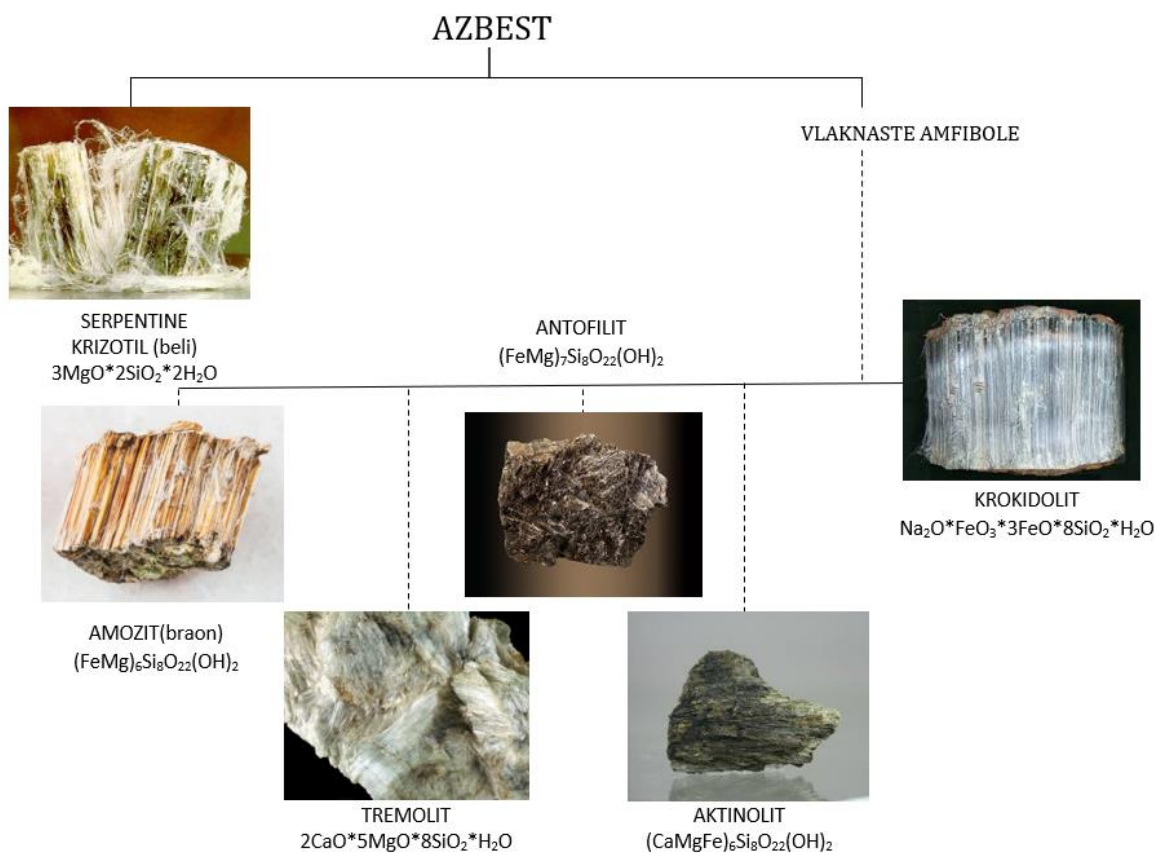 AZBEST
VLAKNASTE AMFIBOLE
SERPENTINE
KRIZOTIL (beli)
3MgO*2SiO₂*2H₂O
ANTOFILIT
(FeMg)₇Si₈O₂₂(OH)₂
KROKIDOLIT
Na₂O*FeO₃*3FeO*8SiO₂*H₂O
AMOZIT(braon)
(FeMg)₆Si₈O₂₂(OH)₂
TREMOLIT
2CaO*5MgO*8SiO₂*H₂O
AKTINOLIT
(CaMgFe)₆Si₈O₂₂(OH)₂